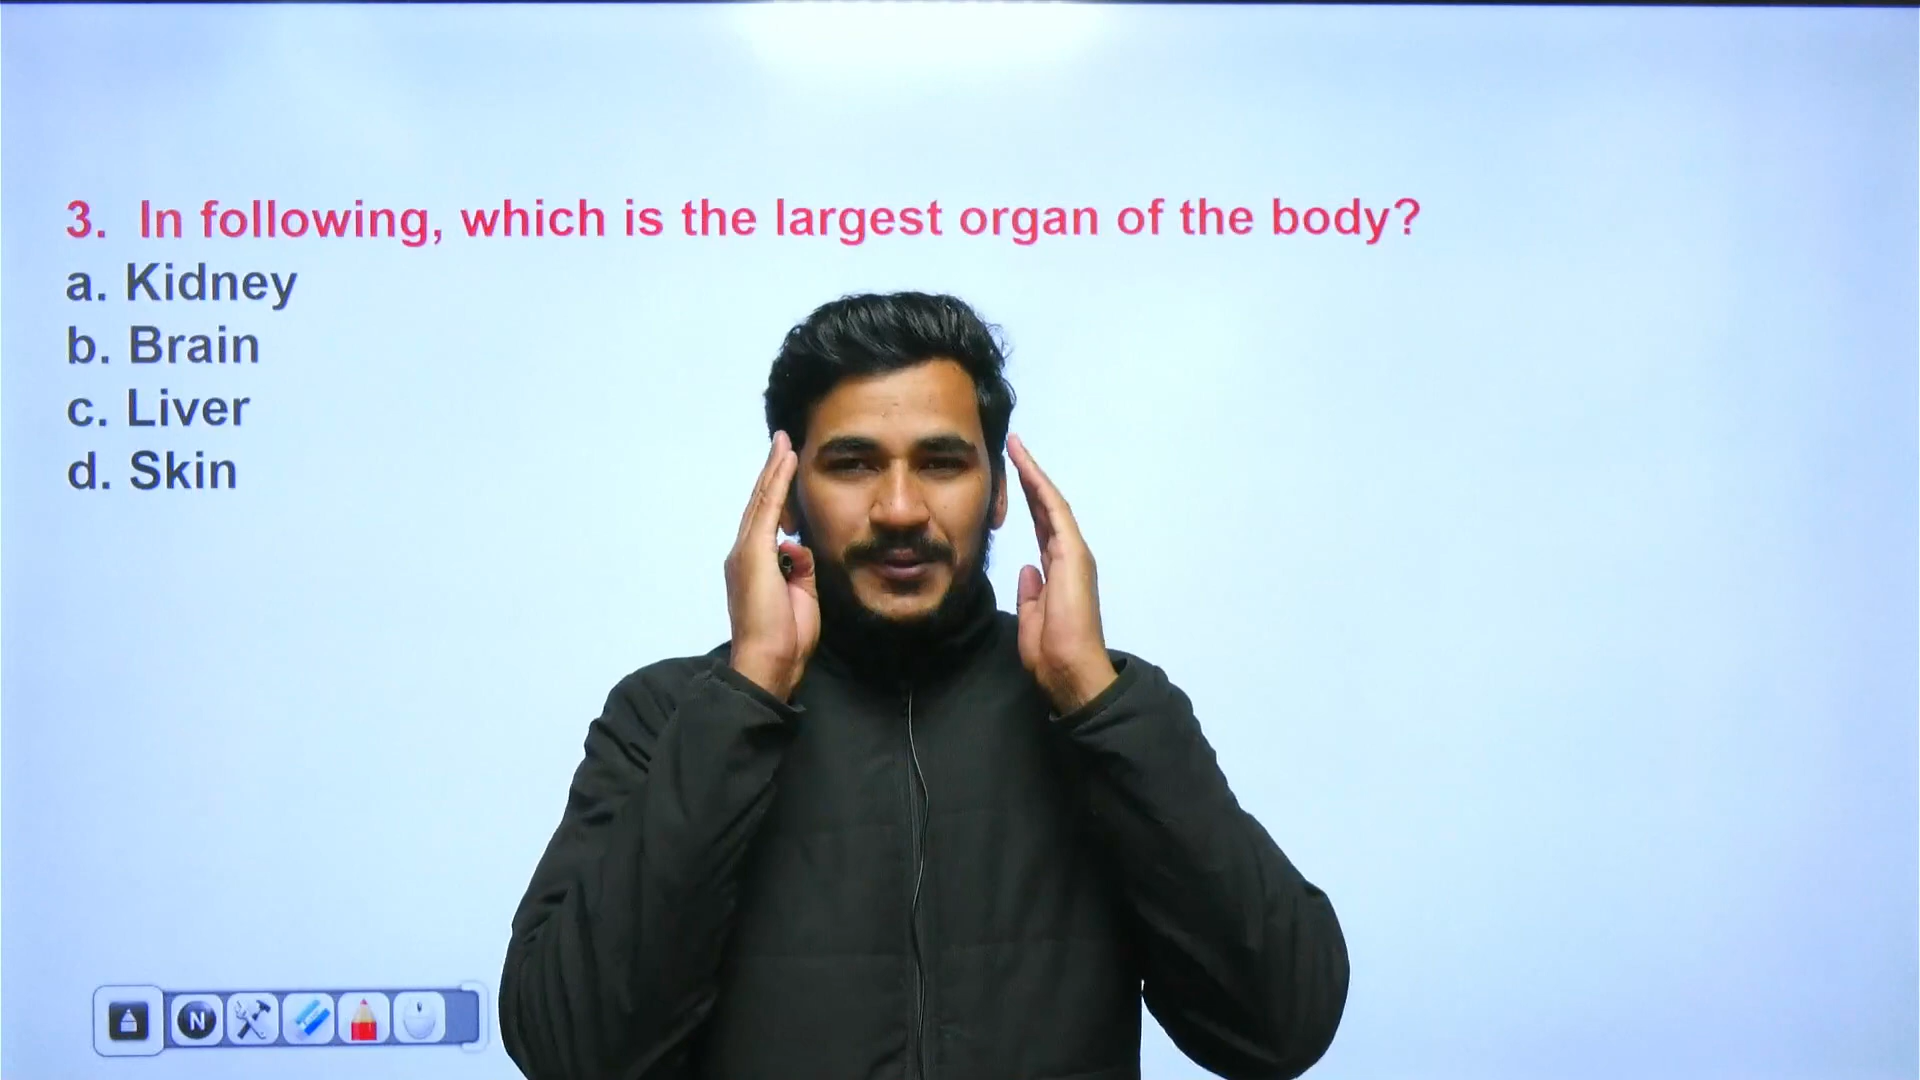 3. In following, which is the largest organ of the body?
a. Kidney
b. Brain
c. Liver
d. Skin
N